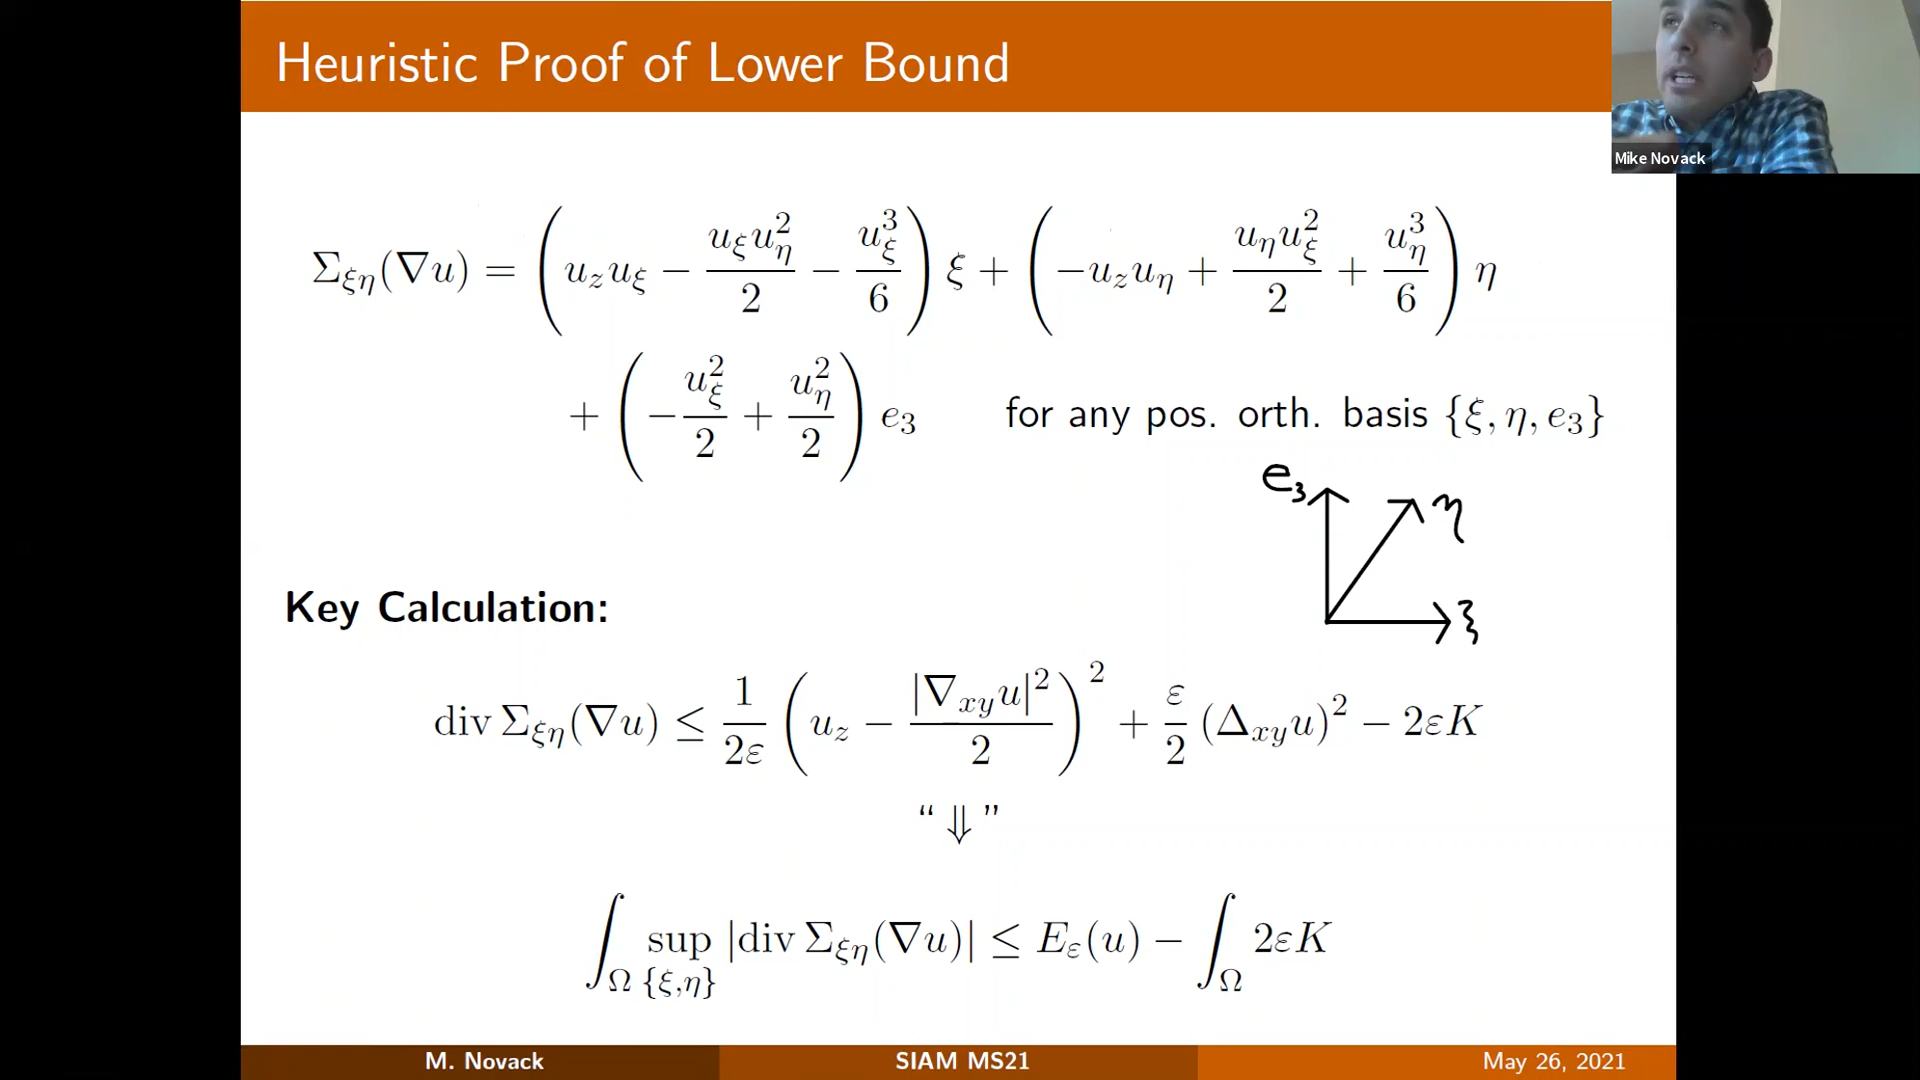 Heuristic Proof of Lower Bound
Mike Novack
Σ_{ξη}(∇u) = (u_z u_ξ − u_ξ u_η^2 / 2 − u_ξ^3 / 6) ξ + (−u_z u_η + u_η u_ξ^2 / 2 + u_η^3 / 6) η
+ (− u_ξ^2 / 2 + u_η^2 / 2) e_3 for any pos. orth. basis {ξ, η, e_3}
e_3
η
ξ
Key Calculation:
div Σ_{ξη}(∇u) ≤ 1 / 2ε (u_z − |∇_{xy} u|^2 / 2)^2 + ε / 2 (Δ_{xy} u)^2 − 2εK
“ ⇓ ”
∫_Ω sup_{{ξ,η}} |div Σ_{ξη}(∇u)| ≤ E_ε(u) − ∫_Ω 2εK
M. Novack
SIAM MS21
May 26, 2021